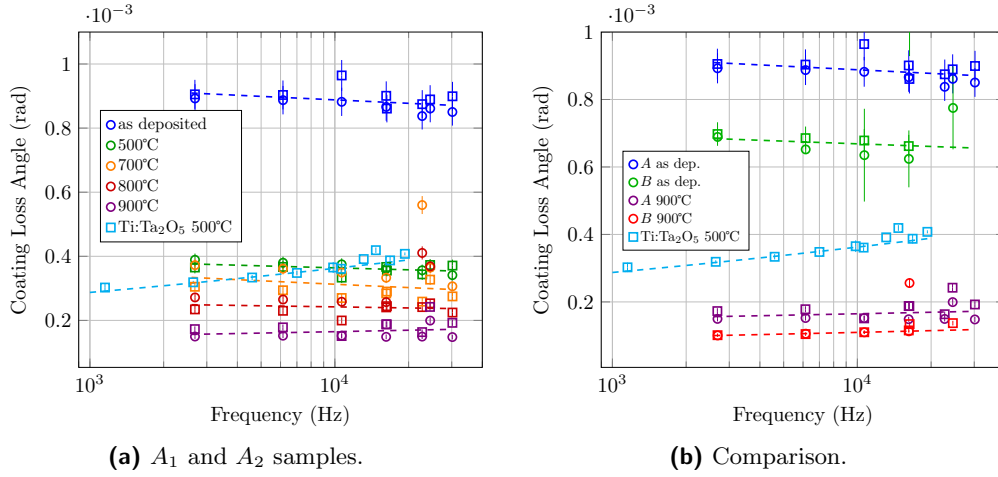 ·10⁻³
1
0.8
0.6
0.4
0.2
Coating Loss Angle (rad)
as deposited
500℃
700℃
800℃
900℃
Ti:Ta₂O₅ 500℃
10³
10⁴
Frequency (Hz)
(a) A₁ and A₂ samples.
·10⁻³
1
0.8
0.6
0.4
0.2
Coating Loss Angle (rad)
A as dep.
B as dep.
A 900℃
B 900℃
Ti:Ta₂O₅ 500℃
10³
10⁴
Frequency (Hz)
(b) Comparison.